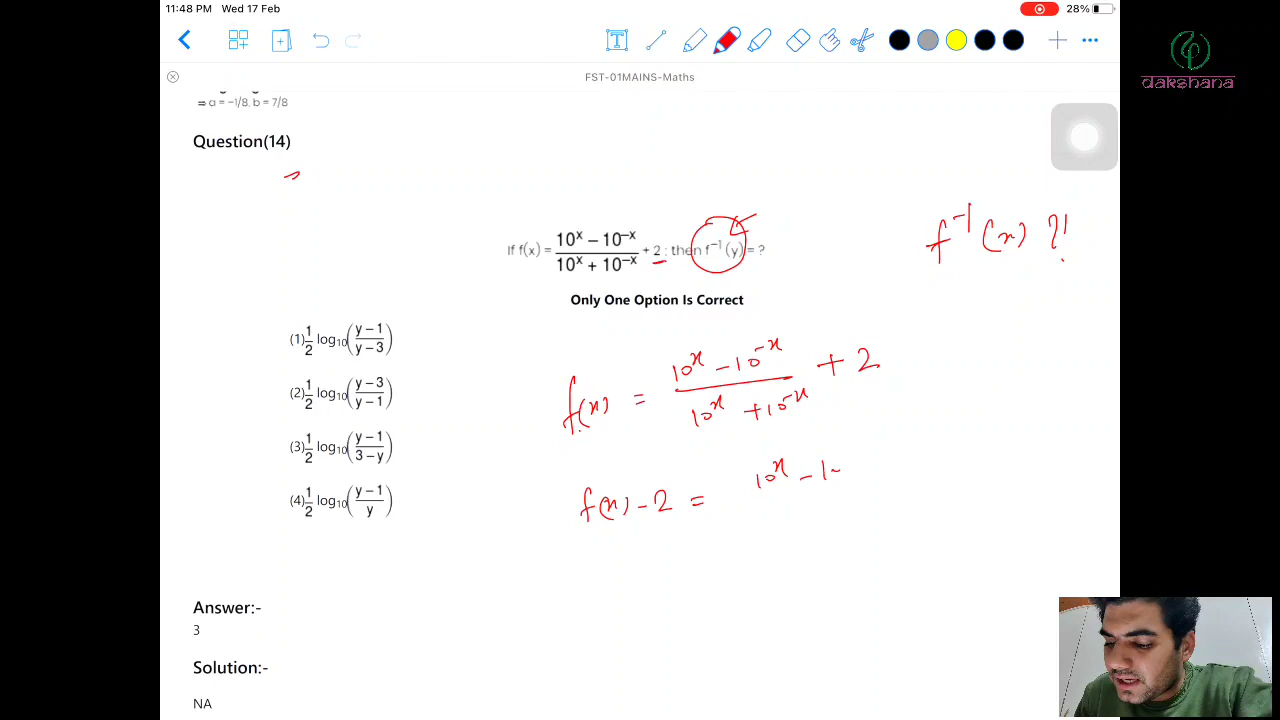 11:48 PM Wed 17 Feb 28%
FST-01MAINS-Maths
dakshana
⇒ a = −1/8, b = 7/8
Question(14)
If f(x) = (10ˣ − 10⁻ˣ)/(10ˣ + 10⁻ˣ) + 2 ; then f⁻¹ (y) = ?
f⁻¹(x) ?!
Only One Option Is Correct
(1) 1/2 log₁₀((y − 1)/(y − 3))
(2) 1/2 log₁₀((y − 3)/(y − 1))
(3) 1/2 log₁₀((y − 1)/(3 − y))
(4) 1/2 log₁₀((y − 1)/y)
f(x) = (10ˣ − 10⁻ˣ)/(10ˣ + 10⁻ˣ) + 2
f(x) − 2 = 10ˣ − 1
Answer:-
3
Solution:-
NA